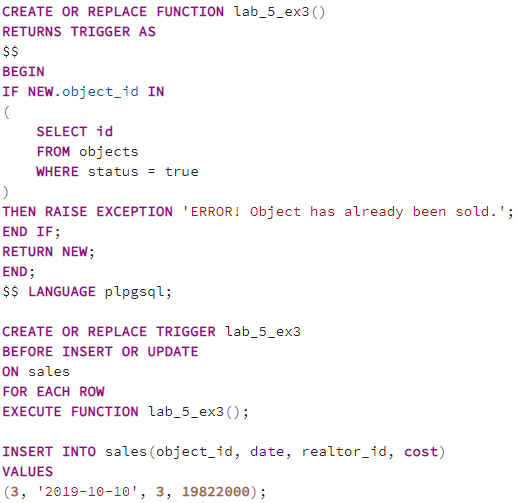 CREATE OR REPLACE FUNCTION lab_5_ex3()
RETURNS TRIGGER AS
$$
BEGIN
IF NEW.object_id IN
(
    SELECT id
    FROM objects
    WHERE status = true
)
THEN RAISE EXCEPTION 'ERROR! Object has already been sold.';
END IF;
RETURN NEW;
END;
$$ LANGUAGE plpgsql;

CREATE OR REPLACE TRIGGER lab_5_ex3
BEFORE INSERT OR UPDATE
ON sales
FOR EACH ROW
EXECUTE FUNCTION lab_5_ex3();

INSERT INTO sales(object_id, date, realtor_id, cost)
VALUES
(3, '2019-10-10', 3, 19822000);